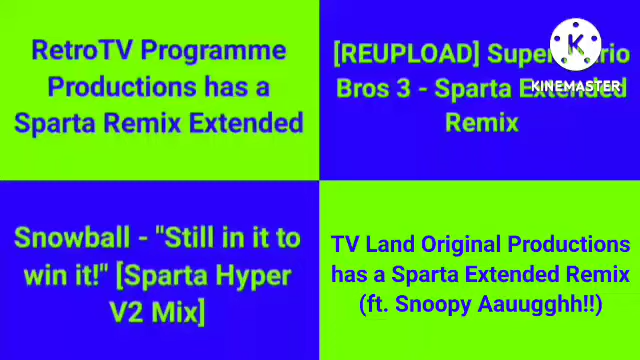 RetroTV Programme
Productions has a
Sparta Remix Extended
[REUPLOAD] Super Mario
Bros 3 - Sparta Extended
Remix
KINEMASTER
Snowball - "Still in it to
win it!" [Sparta Hyper
V2 Mix]
TV Land Original Productions
has a Sparta Extended Remix
(ft. Snoopy Aauugghh!!)